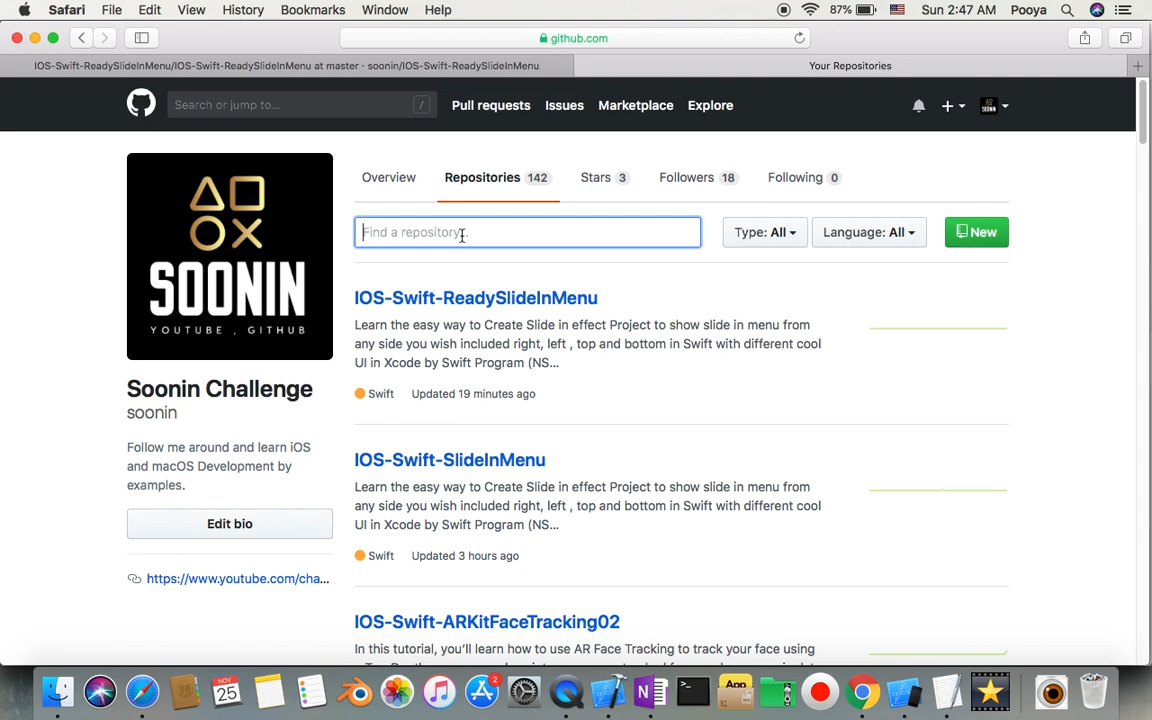 Safari File Edit View History Bookmarks Window Help 87% Sun 2:47 AM Pooya
github.com
IOS-Swift-ReadySlideInMenu/IOS-Swift-ReadySlideInMenu at master · soonin/IOS-Swift-ReadySlideInMenu Your Repositories
Search or jump to... / Pull requests Issues Marketplace Explore
Overview Repositories 142 Stars 3 Followers 18 Following 0
Find a repository... Type: All Language: All New
SOONIN
YOUTUBE , GITHUB
Soonin Challenge
soonin
Follow me around and learn iOS
and macOS Development by
examples.
Edit bio
https://www.youtube.com/cha...
IOS-Swift-ReadySlideInMenu
Learn the easy way to Create Slide in effect Project to show slide in menu from
any side you wish included right, left , top and bottom in Swift with different cool
UI in Xcode by Swift Program (NS...
Swift Updated 19 minutes ago
IOS-Swift-SlideInMenu
Learn the easy way to Create Slide in effect Project to show slide in menu from
any side you wish included right, left , top and bottom in Swift with different cool
UI in Xcode by Swift Program (NS...
Swift Updated 3 hours ago
IOS-Swift-ARKitFaceTracking02
In this tutorial, you'll learn how to use AR Face Tracking to track your face using
NOV
25
2
N
App